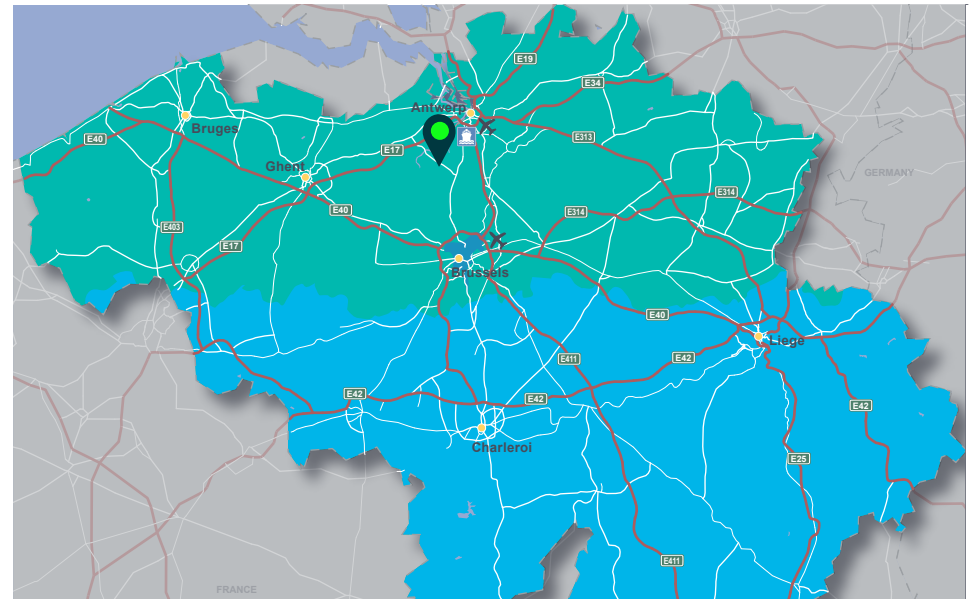 E19
E34
Antwerp
Bruges
E40
E313
E17
Ghent
GERMANY
E314
E40
E314
E403
E17
Brussels
E40
Liege
E411
E42
E42
E42
E42
Charleroi
E25
E411
FRANCE